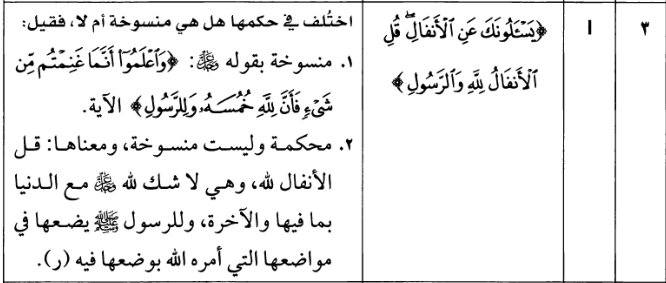 ٣
١
﴿يَسْـَٔلُونَكَ عَنِ ٱلْأَنفَالِۖ قُلِ
ٱلْأَنفَالُ لِلَّهِ وَٱلرَّسُولِ﴾
اختُلف في حكمها هل هي منسوخة أم لا، فقيل:
١. منسوخة بقوله ﷻ: ﴿وَٱعْلَمُوٓا۟ أَنَّمَا غَنِمْتُم مِّن
شَىْءٍ فَأَنَّ لِلَّهِ خُمُسَهُۥ وَلِلرَّسُولِ﴾ الآية.
٢. محكمة وليست منسوخة، ومعناها: قل
الأنفال لله، وهي لا شك لله ﷻ مع الدنيا
بما فيها والآخرة، وللرسول ﷺ يضعها في
مواضعها التي أمره الله بوضعها فيه (ر).